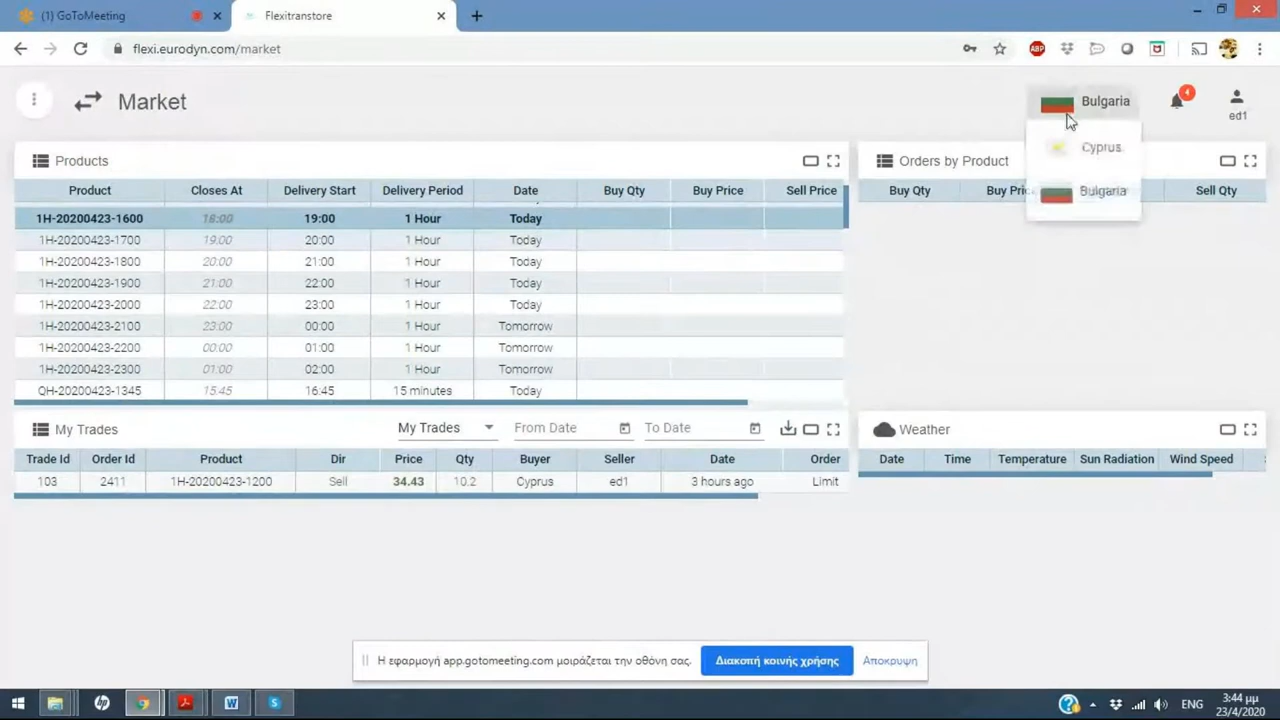 (1) GoToMeeting
Flexitranstore
flexi.eurodyn.com/market
ABP
Market
Bulgaria
4
ed1
Cyprus
Bulgaria
Products
Product Closes At Delivery Start Delivery Period Date Buy Qty Buy Price Sell Price
1H-20200423-1600 18:00 19:00 1 Hour Today
1H-20200423-1700 19:00 20:00 1 Hour Today
1H-20200423-1800 20:00 21:00 1 Hour Today
1H-20200423-1900 21:00 22:00 1 Hour Today
1H-20200423-2000 22:00 23:00 1 Hour Today
1H-20200423-2100 23:00 00:00 1 Hour Tomorrow
1H-20200423-2200 00:00 01:00 1 Hour Tomorrow
1H-20200423-2300 01:00 02:00 1 Hour Tomorrow
QH-20200423-1345 15:45 16:45 15 minutes Today
Orders by Product
Buy Qty Sell Qty
My Trades My Trades From Date To Date
Trade Id Order Id Product Dir Price Qty Buyer Seller Date Order
103 2411 1H-20200423-1200 Sell 34.43 10.2 Cyprus ed1 3 hours ago Limit
Weather
Date Time Temperature Sun Radiation Wind Speed
Η εφαρμογή app.gotomeeting.com μοιράζεται την οθόνη σας. Διακοπή κοινής χρήσης Απόκρυψη
ENG
3:44 μμ
23/4/2020